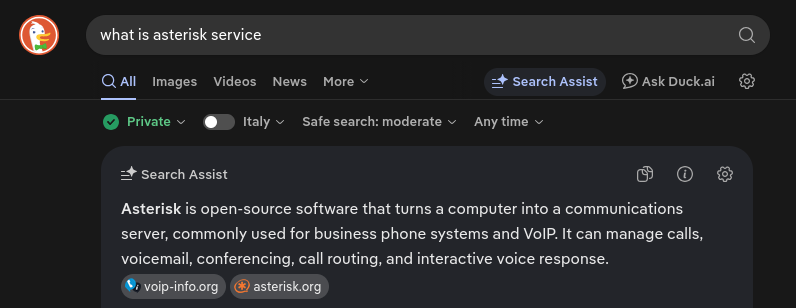 what is asterisk service
All Images Videos News More Search Assist Ask Duck.ai
Private Italy Safe search: moderate Any time
Search Assist
Asterisk is open-source software that turns a computer into a communications
server, commonly used for business phone systems and VoIP. It can manage calls,
voicemail, conferencing, call routing, and interactive voice response.
voip-info.org asterisk.org